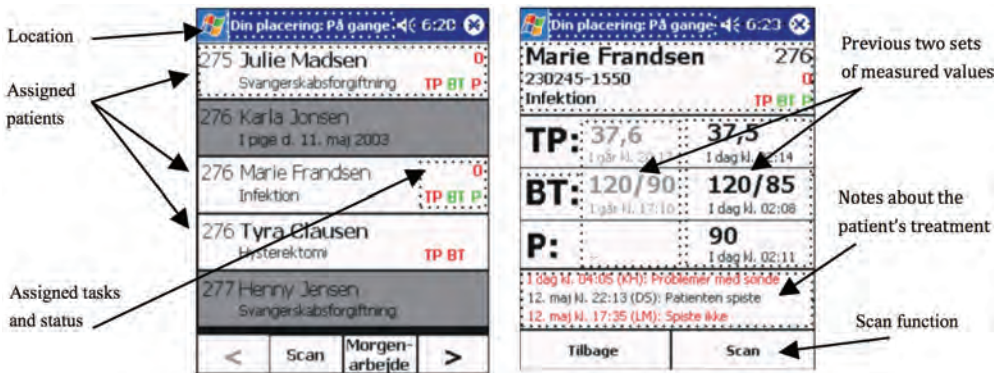 Location
Assigned
patients
Assigned tasks
and status
Din placering: På gange 6:20
275 Julie Madsen 0
Svangerskabsforgiftning TP BT P
276 Karla Jonsen
I pige d. 11. maj 2003
276 Marie Frandsen 0
Infektion TP BT P
276 Tyra Clausen
Hysterektomi TP BT
277 Henny Jensen
Svangerskabsforgiftning
< Scan Morgen-
arbejde >
Din placering: På gange 6:23
Marie Frandsen 276
230245-1550 0
Infektion TP BT P
TP: 37,6 37,5
I går kl. I dag kl. :14
BT: 120/90 120/85
I går kl. 17:10 I dag kl. 02:08
P: 90
I dag kl. 02:11
I dag kl. 04:05 (KH): Problemer med sonde
12. maj kl. 22:13 (DS): Patienten spiste
12. maj kl. 17:35 (LM): Spiste ikke
Tilbage Scan
Previous two sets
of measured values
Notes about the
patient's treatment
Scan function